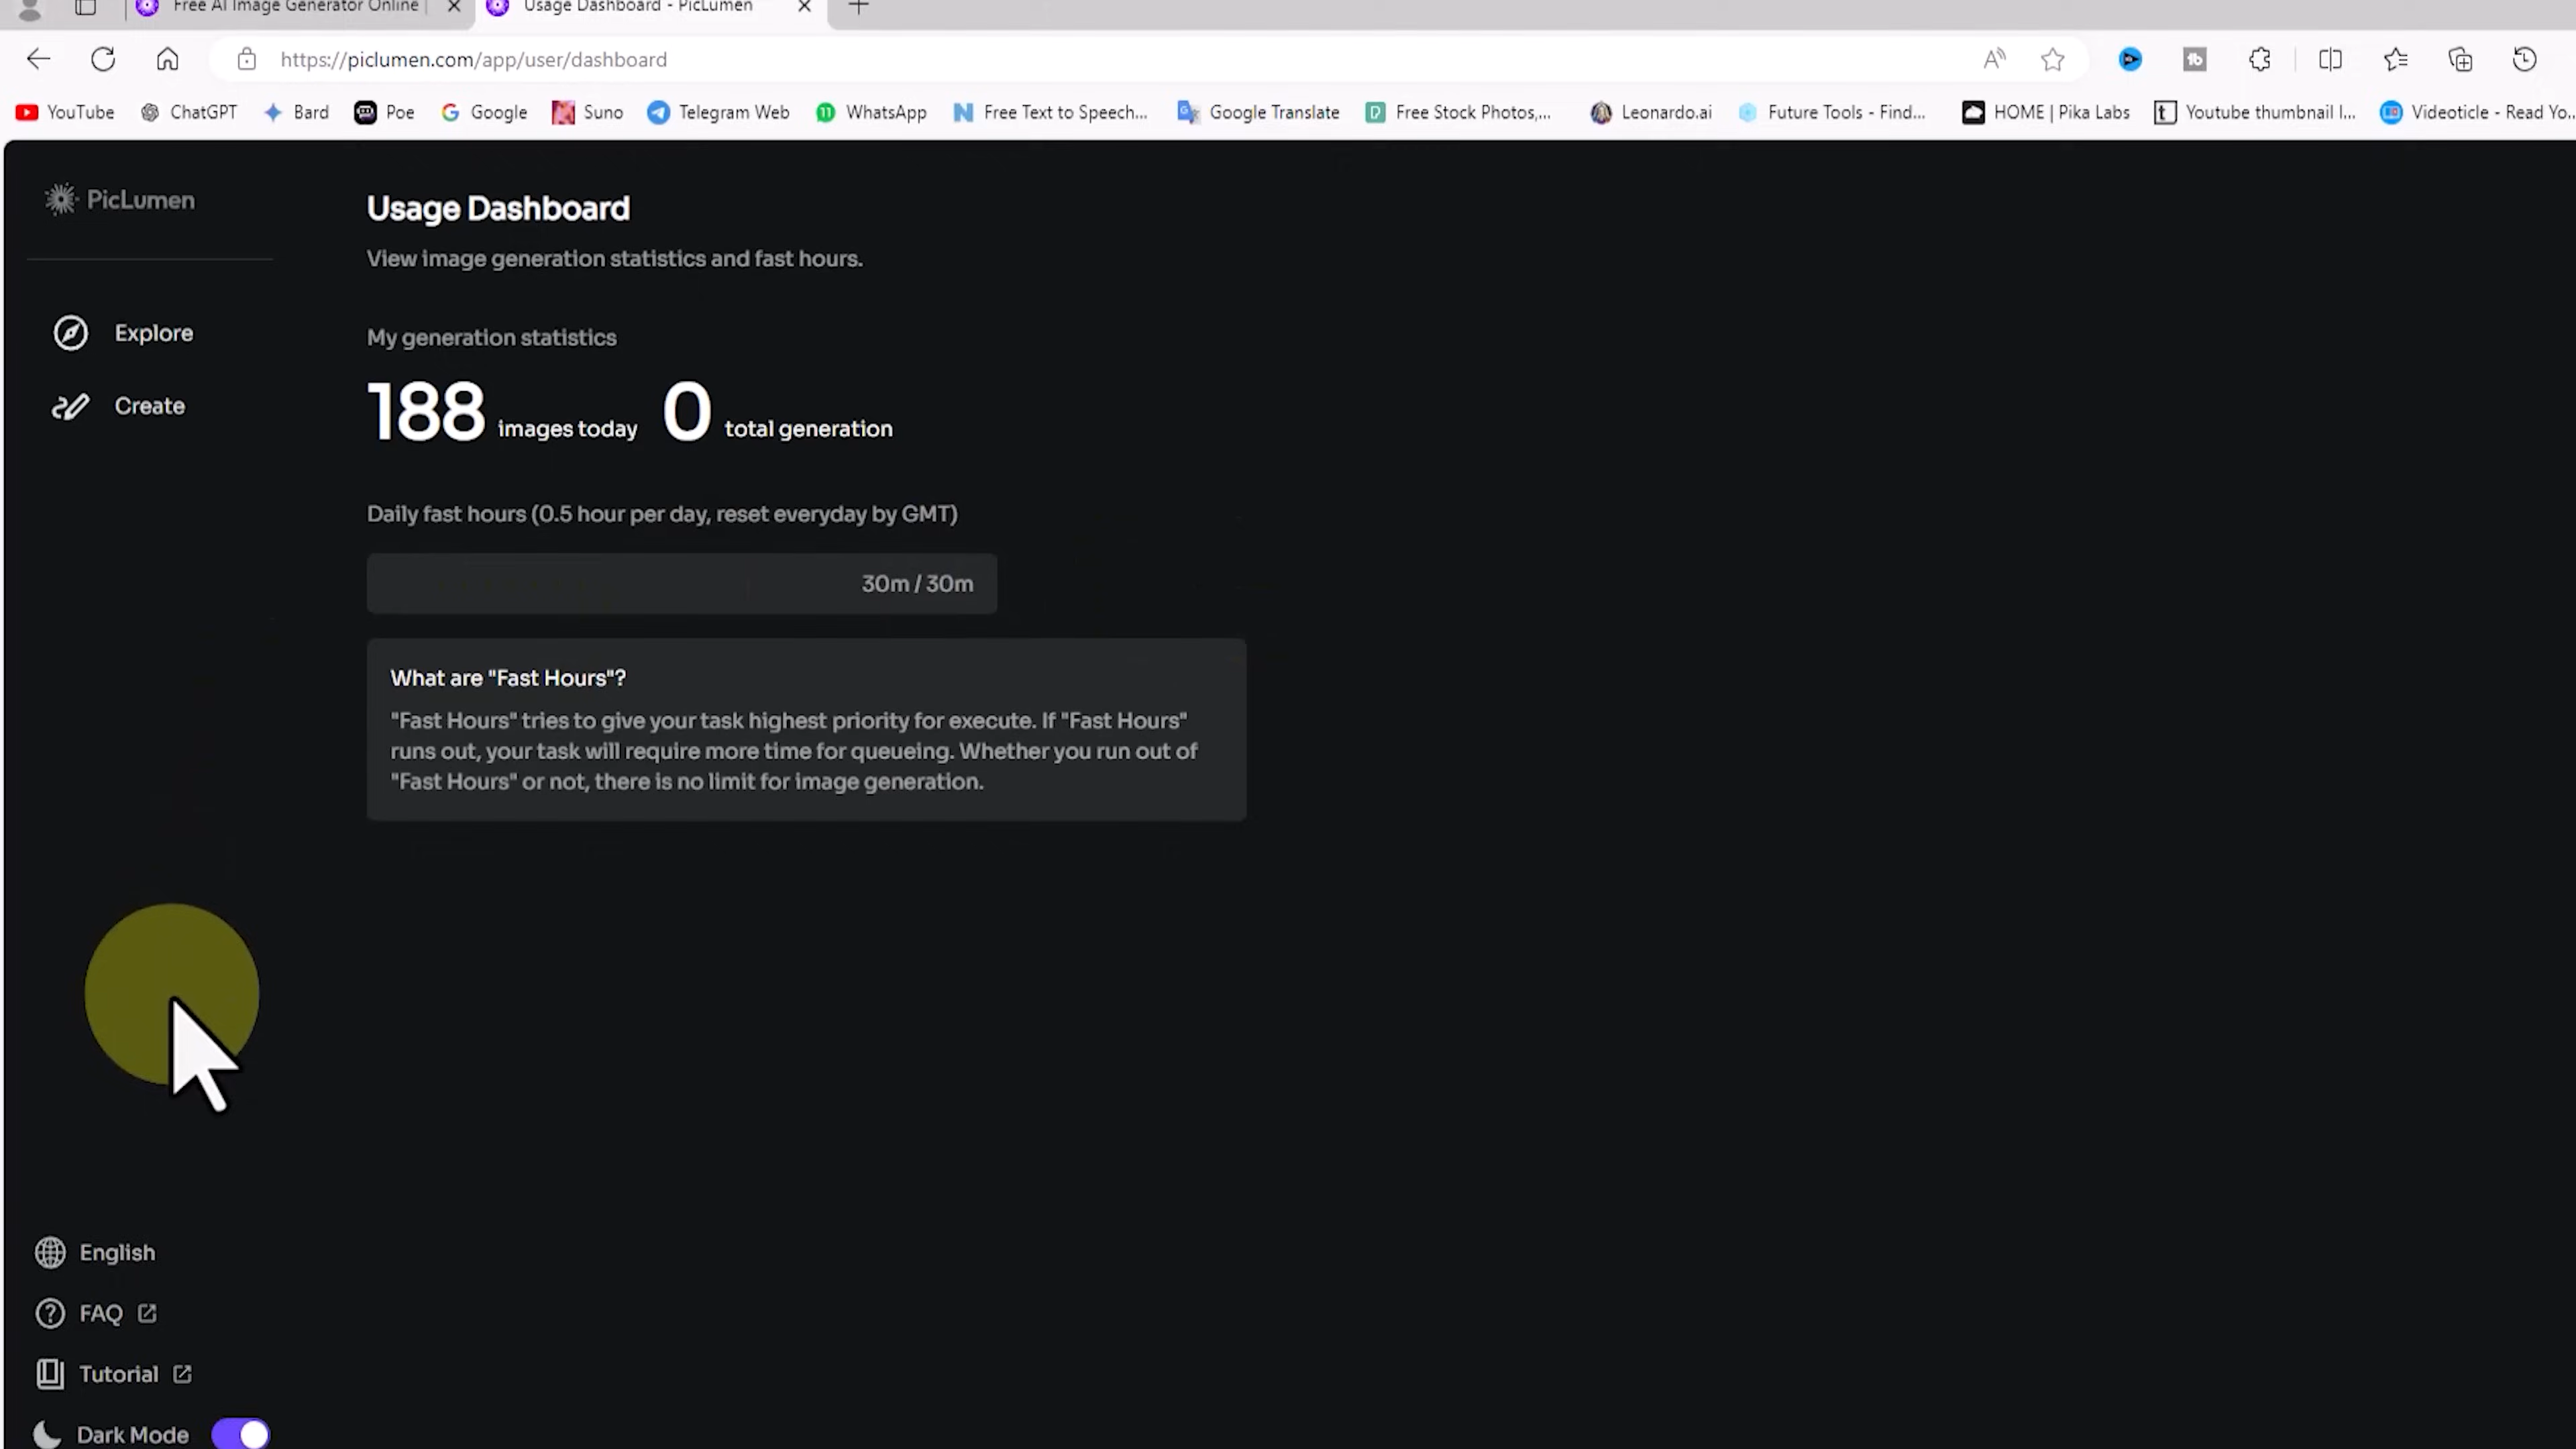 Free AI Image Generator Online
Usage Dashboard - PicLumen
https://piclumen.com/app/user/dashboard
YouTube ChatGPT Bard Poe Google Suno Telegram Web WhatsApp Free Text to Speech... Google Translate Free Stock Photos,... Leonardo.ai Future Tools - Find... HOME | Pika Labs Youtube thumbnail I... Videoticle - Read Yo...
PicLumen
Usage Dashboard
View image generation statistics and fast hours.
Explore
Create
My generation statistics
188 images today 0 total generation
Daily fast hours (0.5 hour per day, reset everyday by GMT)
30m / 30m
What are "Fast Hours"?
"Fast Hours" tries to give your task highest priority for execute. If "Fast Hours"
runs out, your task will require more time for queueing. Whether you run out of
"Fast Hours" or not, there is no limit for image generation.
English
FAQ
Tutorial
Dark Mode